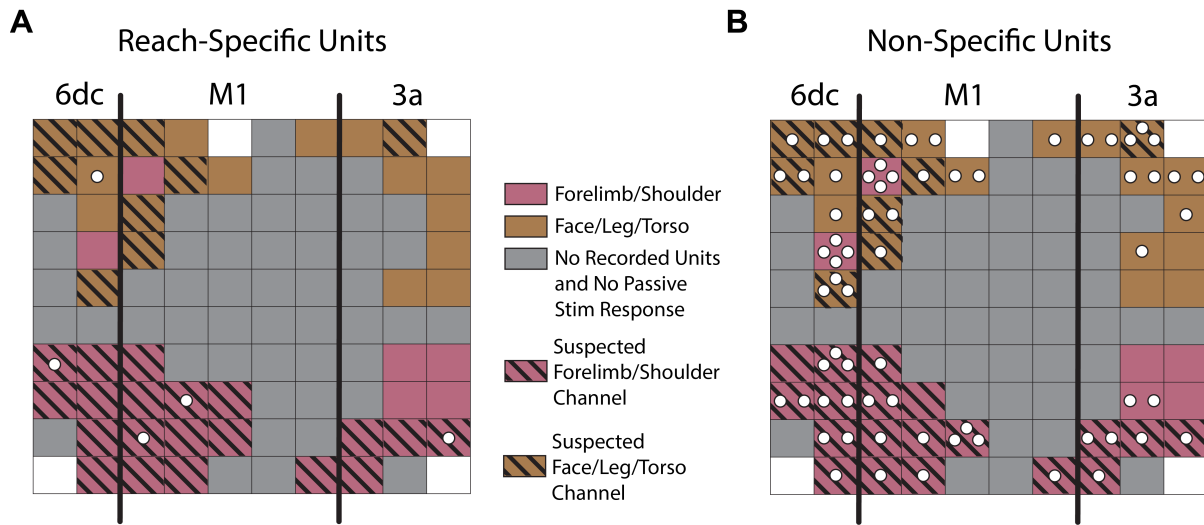 A
Reach-Specific Units
6dc
M1
3a
Forelimb/Shoulder
Face/Leg/Torso
No Recorded Units
and No Passive
Stim Response
Suspected
Forelimb/Shoulder
Channel
Suspected
Face/Leg/Torso
Channel
B
Non-Specific Units
6dc
M1
3a